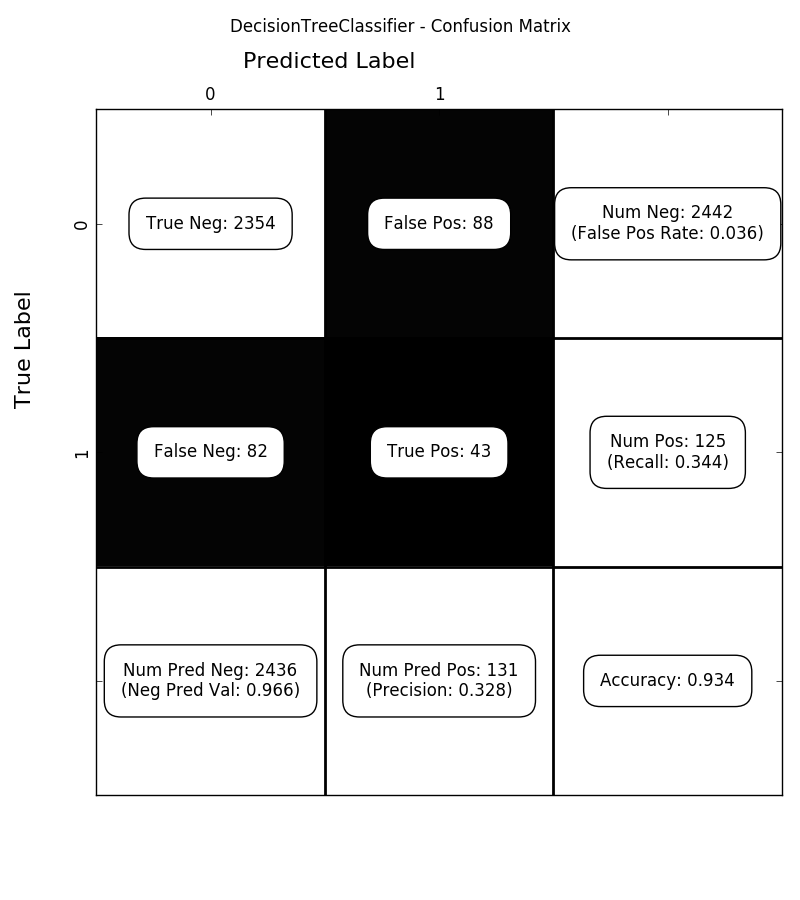 DecisionTreeClassifier - Confusion Matrix
Predicted Label
0 1
True Label
0
True Neg: 2354
False Pos: 88
Num Neg: 2442
(False Pos Rate: 0.036)
1
False Neg: 82
True Pos: 43
Num Pos: 125
(Recall: 0.344)
Num Pred Neg: 2436
(Neg Pred Val: 0.966)
Num Pred Pos: 131
(Precision: 0.328)
Accuracy: 0.934